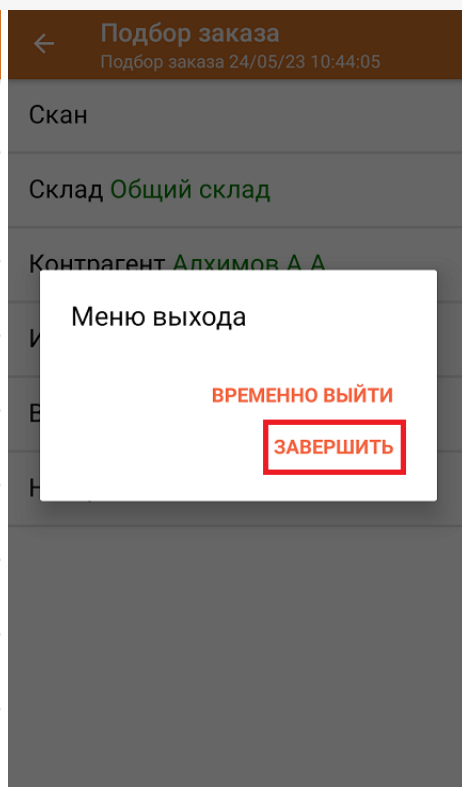 Подбор заказа
Подбор заказа 24/05/23 10:44:05
Скан
Склад Общий склад
Контрагент Алхимов А А
Меню выхода
ВРЕМЕННО ВЫЙТИ
ЗАВЕРШИТЬ